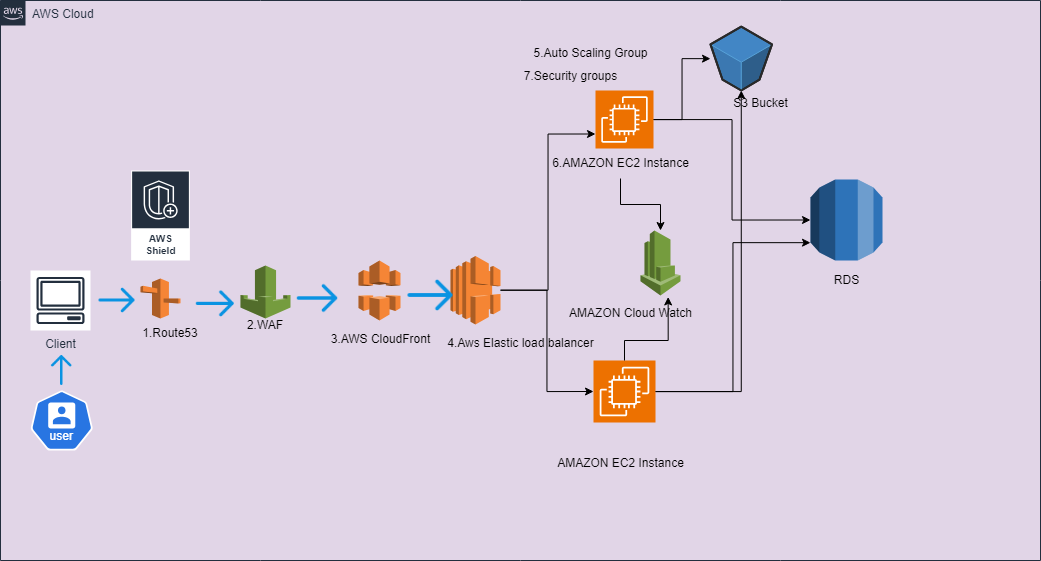 aws
AWS Cloud
5.Auto Scaling Group
7.Security groups
S3 Bucket
6.AMAZON EC2 Instance
AWS
Shield
RDS
AMAZON Cloud Watch
1.Route53
2.WAF
3.AWS CloudFront
4.Aws Elastic load balancer
Client
user
AMAZON EC2 Instance